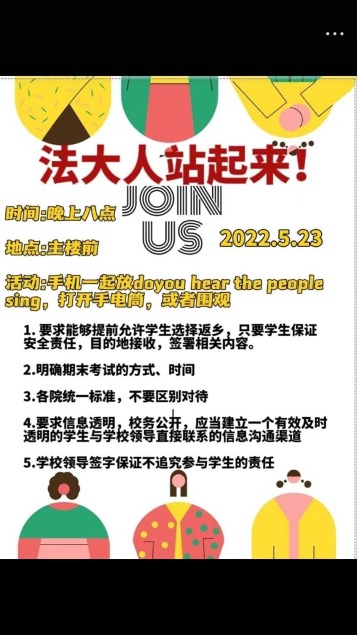 法大人站起来！
JOIN
US
时间:晚上八点
地点:主楼前
2022.5.23
活动:手机一起放doyou hear the people
sing，打开手电筒，或者围观
1. 要求能够提前允许学生选择返乡，只要学生保证
安全责任，目的地接收，签署相关内容。
2.明确期末考试的方式、时间
3.各院统一标准，不要区别对待
4.要求信息透明，校务公开，应当建立一个有效及时
透明的学生与学校领导直接联系的信息沟通渠道
5.学校领导签字保证不追究参与学生的责任